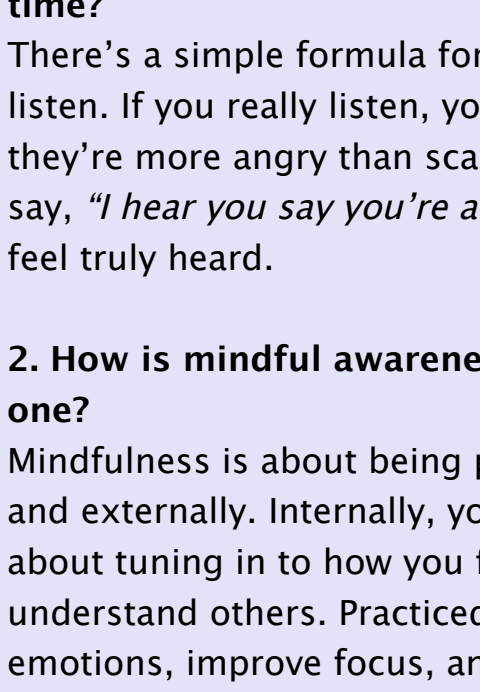 time?
There’s a simple formula for
listen. If you really listen, yo
they’re more angry than sca
say, “I hear you say you’re a
feel truly heard.
2. How is mindful awarene
one?
Mindfulness is about being p
and externally. Internally, yo
about tuning in to how you f
understand others. Practiced
emotions, improve focus, an